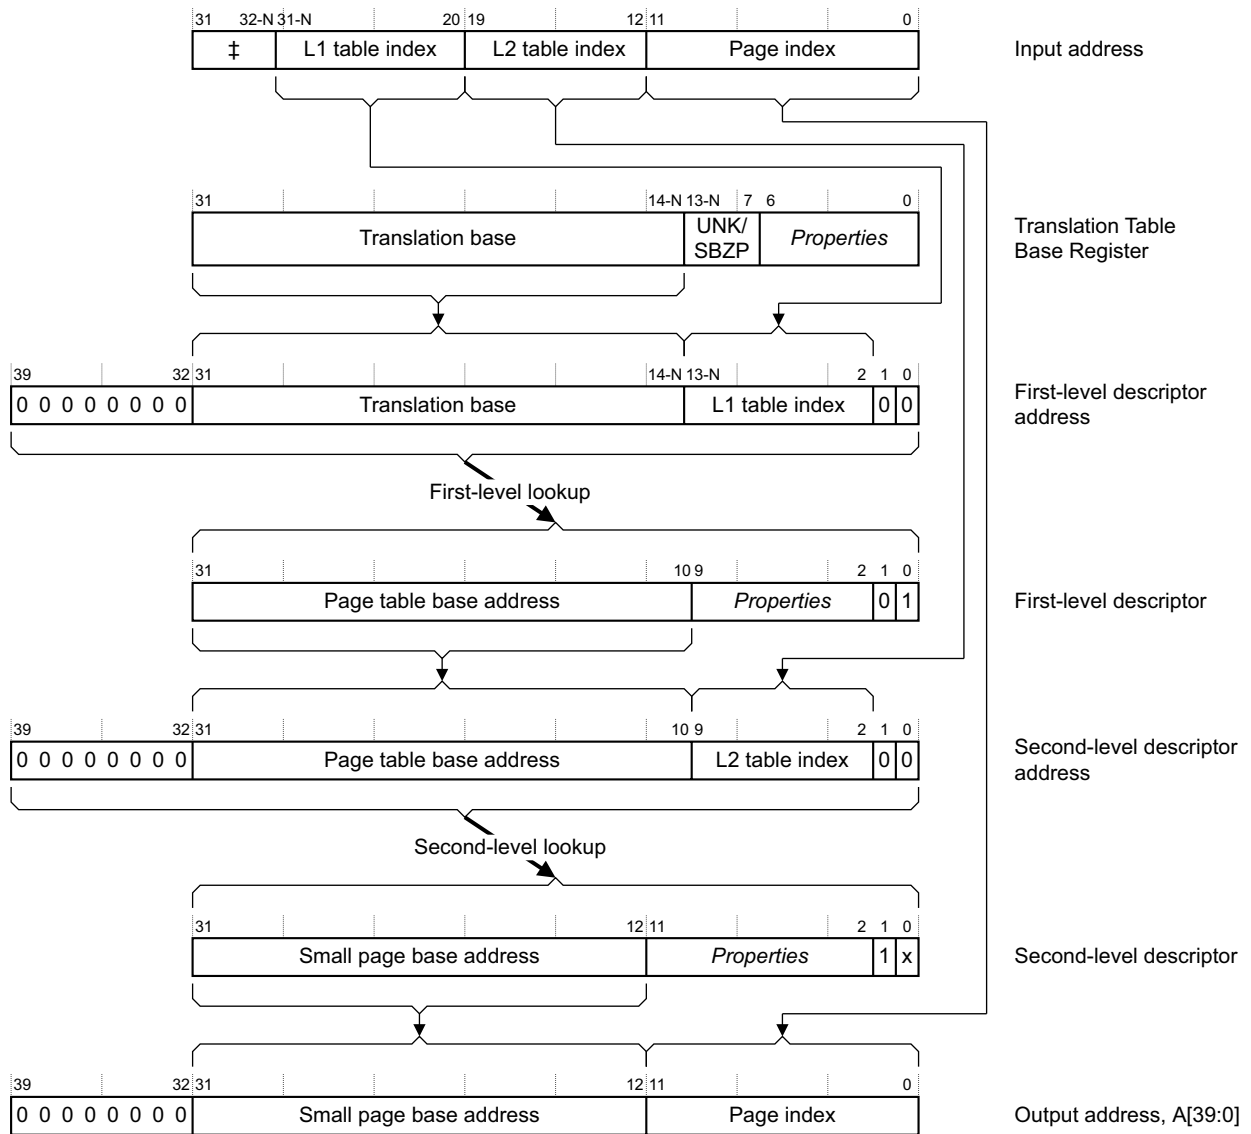 31 32-N 31-N 20 19 12 11 0
‡ L1 table index L2 table index Page index Input address
31 14-N 13-N 7 6 0
Translation base UNK/ SBZP Properties Translation Table Base Register
39 32 31 14-N 13-N 2 1 0
0 0 0 0 0 0 0 0 Translation base L1 table index 0 0 First-level descriptor address
First-level lookup
31 10 9 2 1 0
Page table base address Properties 0 1 First-level descriptor
39 32 31 10 9 2 1 0
0 0 0 0 0 0 0 0 Page table base address L2 table index 0 0 Second-level descriptor address
Second-level lookup
31 12 11 2 1 0
Small page base address Properties 1 x Second-level descriptor
39 32 31 12 11 0
0 0 0 0 0 0 0 0 Small page base address Page index Output address, A[39:0]